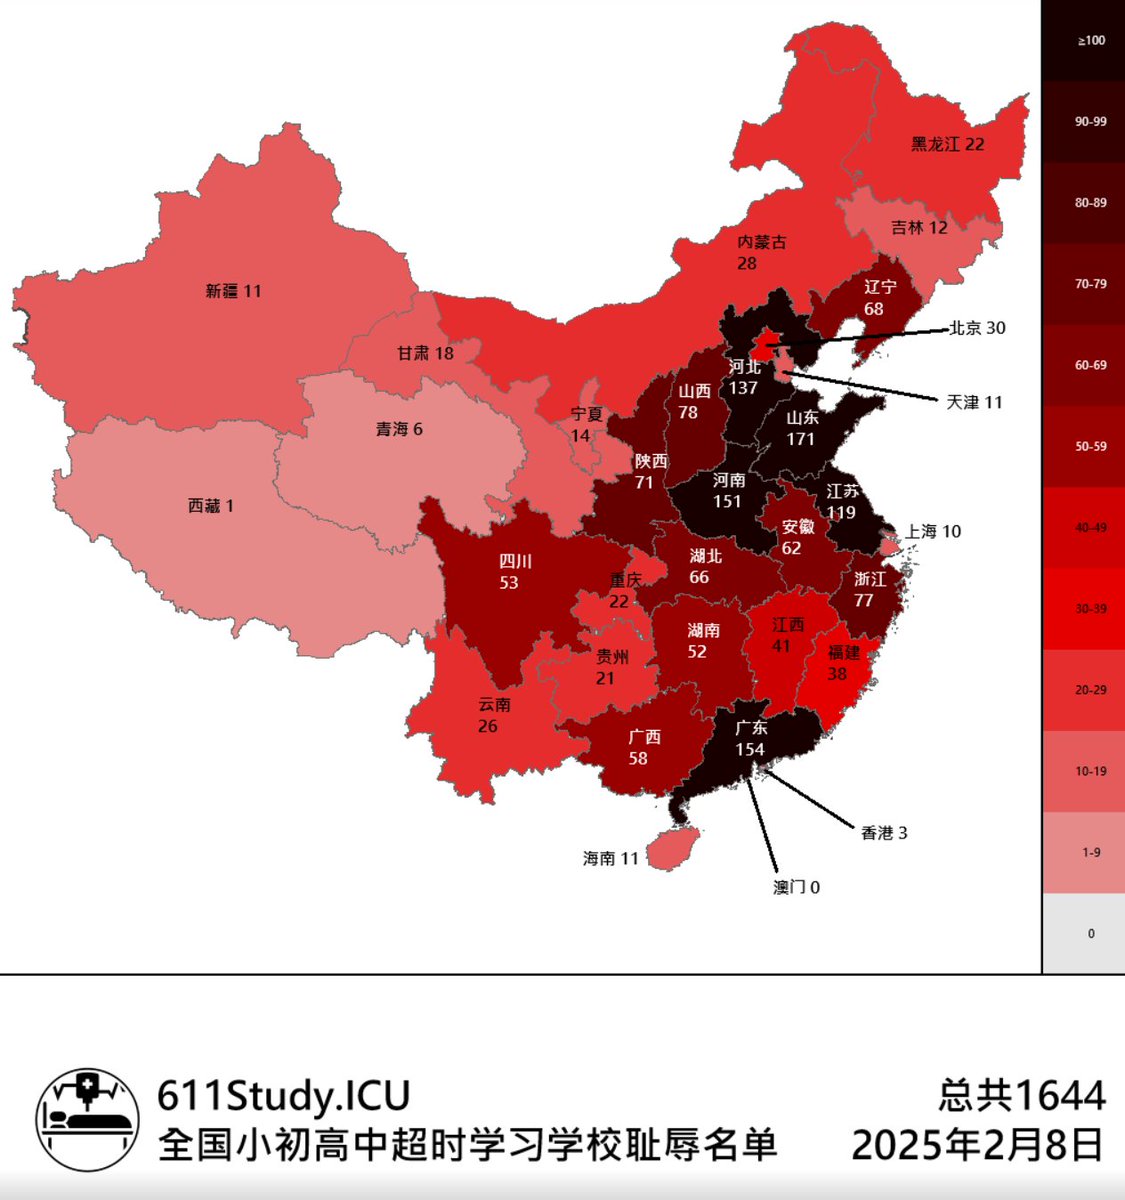 ≥100
90-99
80-89
70-79
60-69
50-59
40-49
30-39
20-29
10-19
1-9
0
黑龙江 22
吉林 12
内蒙古
28
辽宁
68
新疆 11
北京 30
甘肃 18
河北
137
天津 11
山西
78
宁夏
14
山东
171
青海 6
陕西
71
河南
151
江苏
119
西藏 1
安徽
62
上海 10
四川
53
湖北
66
重庆
22
浙江
77
湖南
52
江西
41
贵州
21
福建
38
云南
26
广西
58
广东
154
香港 3
海南 11
澳门 0
611Study.ICU
全国小初高中超时学习学校耻辱名单
总共1644
2025年2月8日